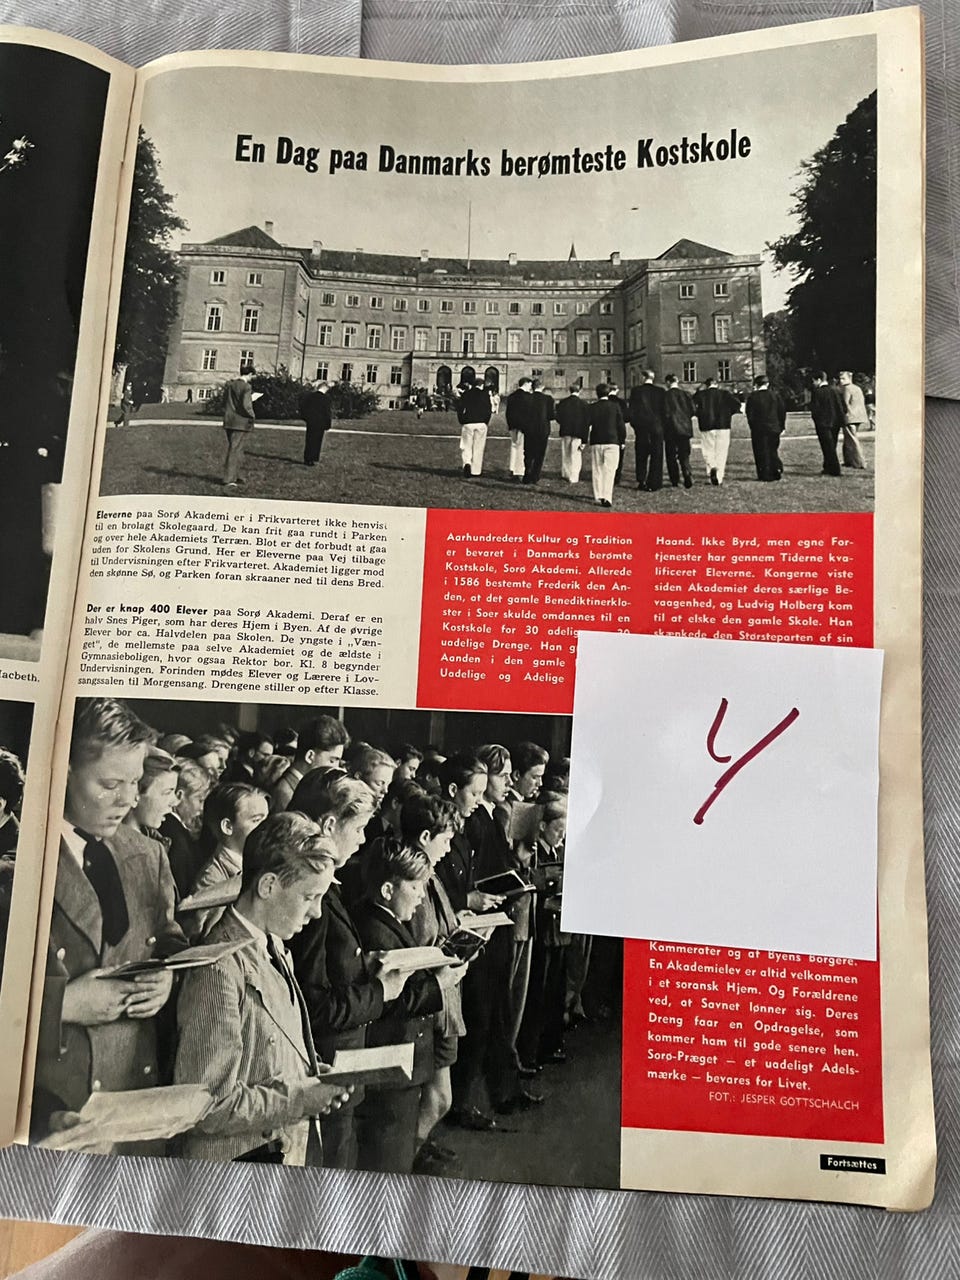 En Dag paa Danmarks berømteste Kostskole
Eleverne paa Sorø Akademi er i Frikvarteret ikke henvist
til en brolagt Skolegaard. De kan frit gaa rundt i Parken
og over hele Akademiets Terræn. Blot er det forbudt at gaa
uden for Skolens Grund. Her er Eleverne paa Vej tilbage
til Undervisningen efter Frikvarteret. Akademiet ligger mod
den skønne Sø, og Parken foran skraaner ned til dens Bred.
Der er knap 400 Elever paa Sorø Akademi. Deraf er en
halv Snes Piger, som har deres Hjem i Byen. Af de øvrige
Elever bor ca. Halvdelen paa Skolen. De yngste i „Væn-
get", de mellemste paa selve Akademiet og de ældste i
Gymnasieboligen, hvor ogsaa Rektor bor. Kl. 8 begynder
Undervisningen. Forinden mødes Elever og Lærere i Lov-
sangssalen til Morgensang. Drengene stiller op efter Klasse.
Aarhundreders Kultur og Tradition
er bevaret i Danmarks berømte
Kostskole, Sorø Akademi. Allerede
i 1586 bestemte Frederik den An-
den, at det gamle Benediktinerklo-
ster i Soer skulde omdannes til en
Kostskole for 30 adelige 30
uadelige Drenge. Han
Aanden i den gamle
Uadelige og Adelige
Haand. Ikke Byrd, men egne For-
tjenester har gennem Tiderne kva-
lificeret Eleverne. Kongerne viste
siden Akademiet deres særlige Be-
vaagenhed, og Ludvig Holberg kom
til at elske den gamle Skole. Han
skænkede den Størsteparten af sin
4
Kammerater og af Byens Borgere.
En Akademielev er altid velkommen
i et soransk Hjem. Og Forældrene
ved, at Savnet lønner sig. Deres
Dreng faar en Opdragelse, som
kommer ham til gode senere hen.
Sorø-Præget — et uadeligt Adels-
mærke — bevares for Livet.
FOT.: JESPER GOTTSCHALCH
Fortsættes
Macbeth.